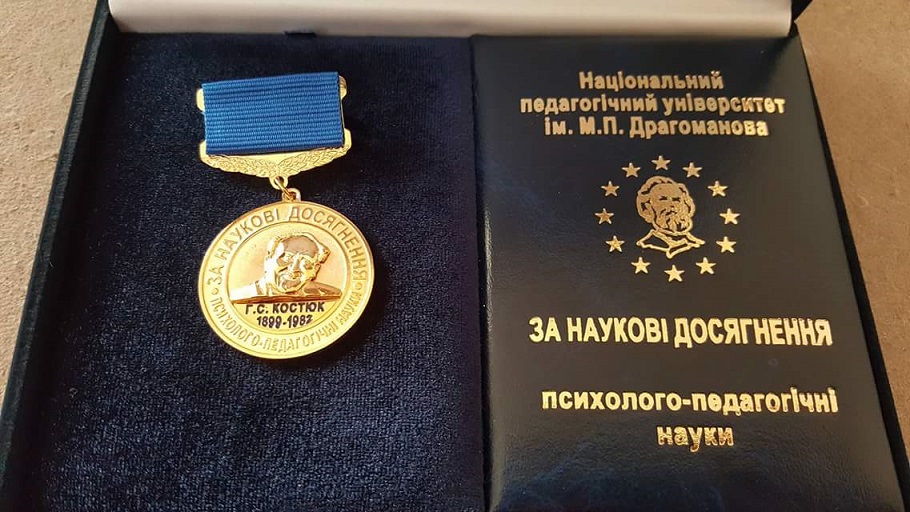 ЗА НАУКОВІ ДОСЯГНЕННЯ
Г.С. КОСТЮК
1899-1982
ПСИХОЛОГО-ПЕДАГОГІЧНІ НАУКИ
Національний
педагогічний університет
ім. М.П. Драгоманова
ЗА НАУКОВІ ДОСЯГНЕННЯ
психолого-педагогічні
науки